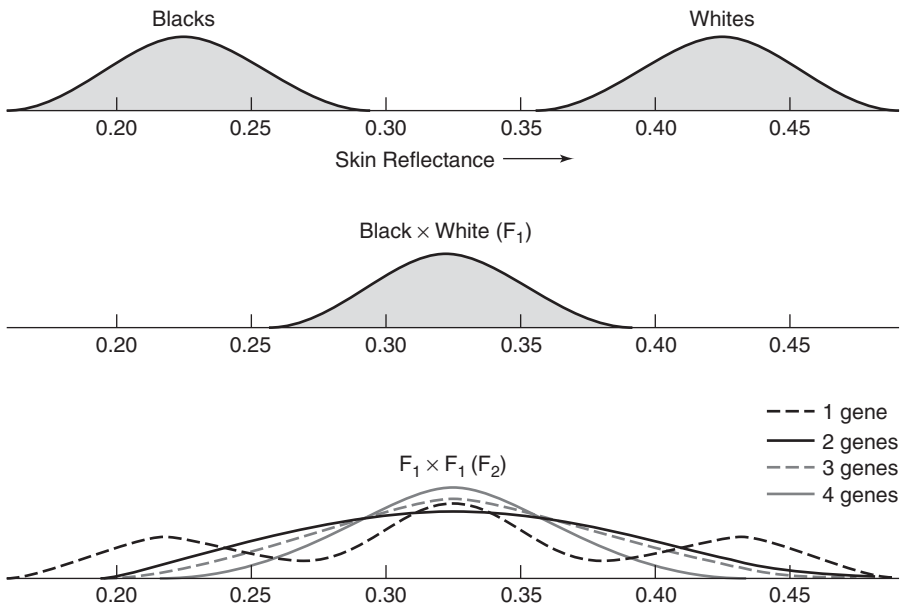 Blacks Whites
0.20 0.25 0.30 0.35 0.40 0.45
Skin Reflectance
Black × White (F₁)
0.20 0.25 0.30 0.35 0.40 0.45
1 gene
2 genes
3 genes
4 genes
F₁ × F₁ (F₂)
0.20 0.25 0.30 0.35 0.40 0.45